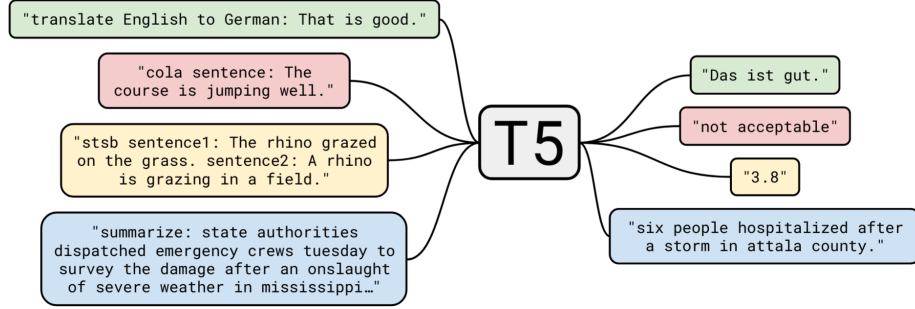 "translate English to German: That is good."
"cola sentence: The
course is jumping well."
"stsb sentence1: The rhino grazed
on the grass. sentence2: A rhino
is grazing in a field."
"summarize: state authorities
dispatched emergency crews tuesday to
survey the damage after an onslaught
of severe weather in mississippi…"
T5
"Das ist gut."
"not acceptable"
"3.8"
"six people hospitalized after
a storm in attala county."